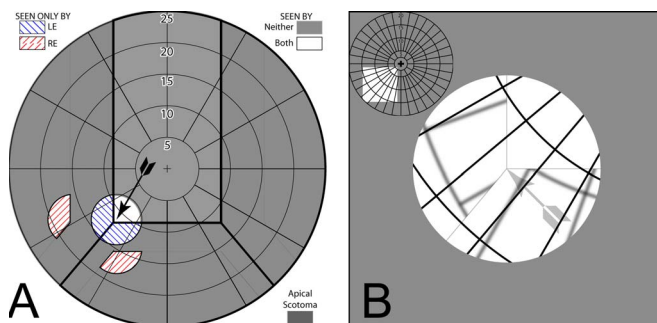 SEEN ONLY BY
LE
RE
SEEN BY
Neither
Both
25
20
15
10
5
Apical
Scotoma
A
B